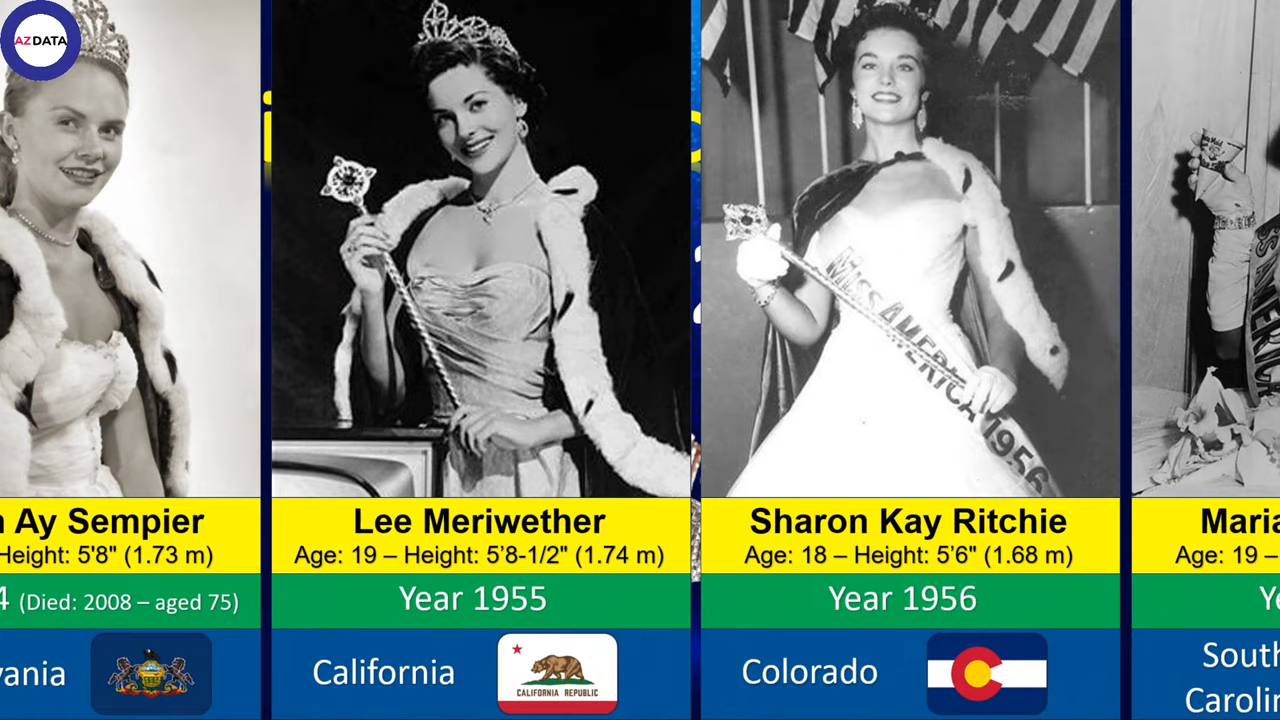 AZDATA
MISS AMERICA 1956
Ay Sempier
Height: 5'8" (1.73 m)
4 (Died: 2008 – aged 75)
Lee Meriwether
Age: 19 – Height: 5’8-1/2" (1.74 m)
Year 1955
California
CALIFORNIA REPUBLIC
Sharon Kay Ritchie
Age: 18 – Height: 5’6" (1.68 m)
Year 1956
Colorado
Age: 19 –
South